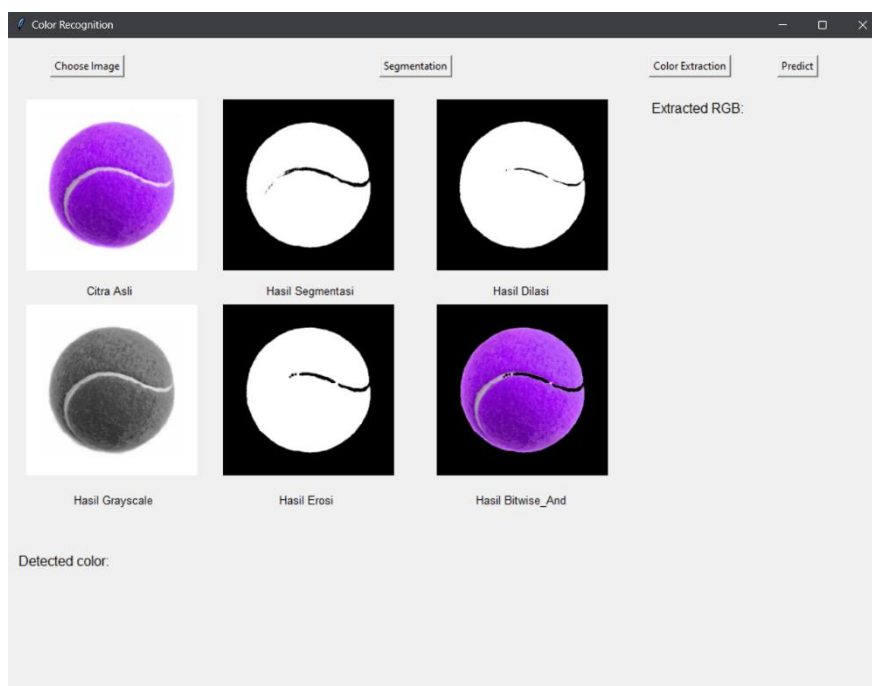 Color Recognition
Choose Image
Segmentation
Color Extraction
Predict
Extracted RGB:
Citra Asli
Hasil Segmentasi
Hasil Dilasi
Hasil Grayscale
Hasil Erosi
Hasil Bitwise_And
Detected color: